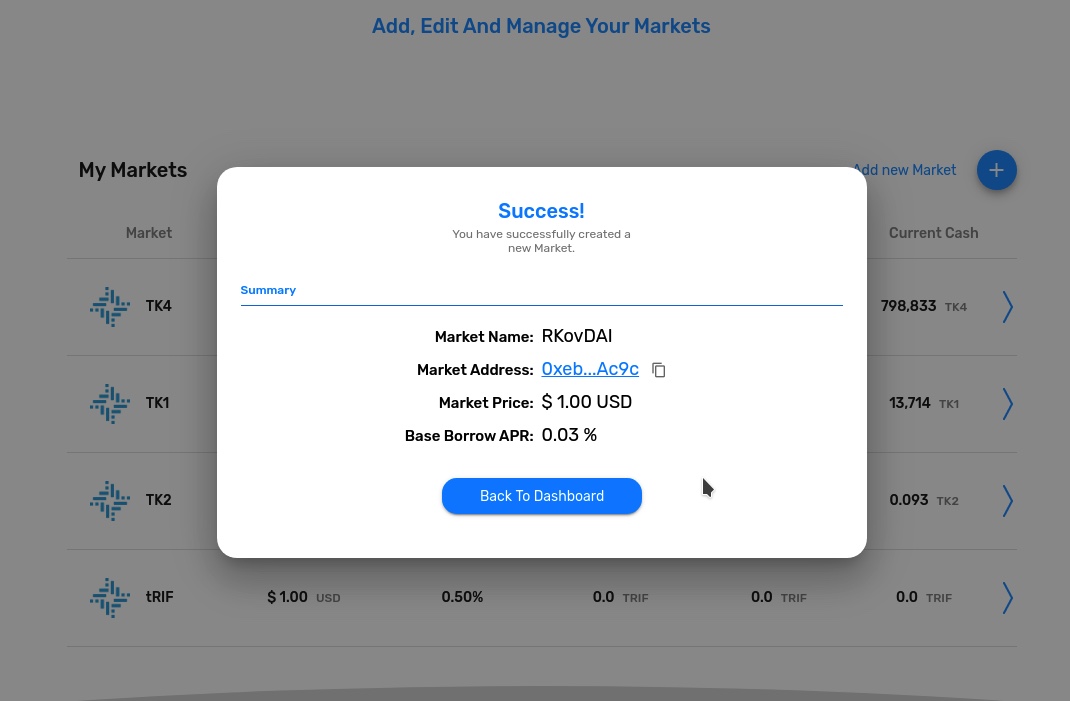 Add, Edit And Manage Your Markets
My Markets
Add new Market
Market
Current Cash
Success!
You have successfully created a
new Market.
Summary
Market Name: RKovDAI
Market Address: 0xeb...Ac9c
Market Price: $ 1.00 USD
Base Borrow APR: 0.03 %
Back To Dashboard
TK4 798,833 TK4
TK1 13,714 TK1
TK2 0.093 TK2
tRIF $ 1.00 USD 0.50% 0.0 TRIF 0.0 TRIF 0.0 TRIF